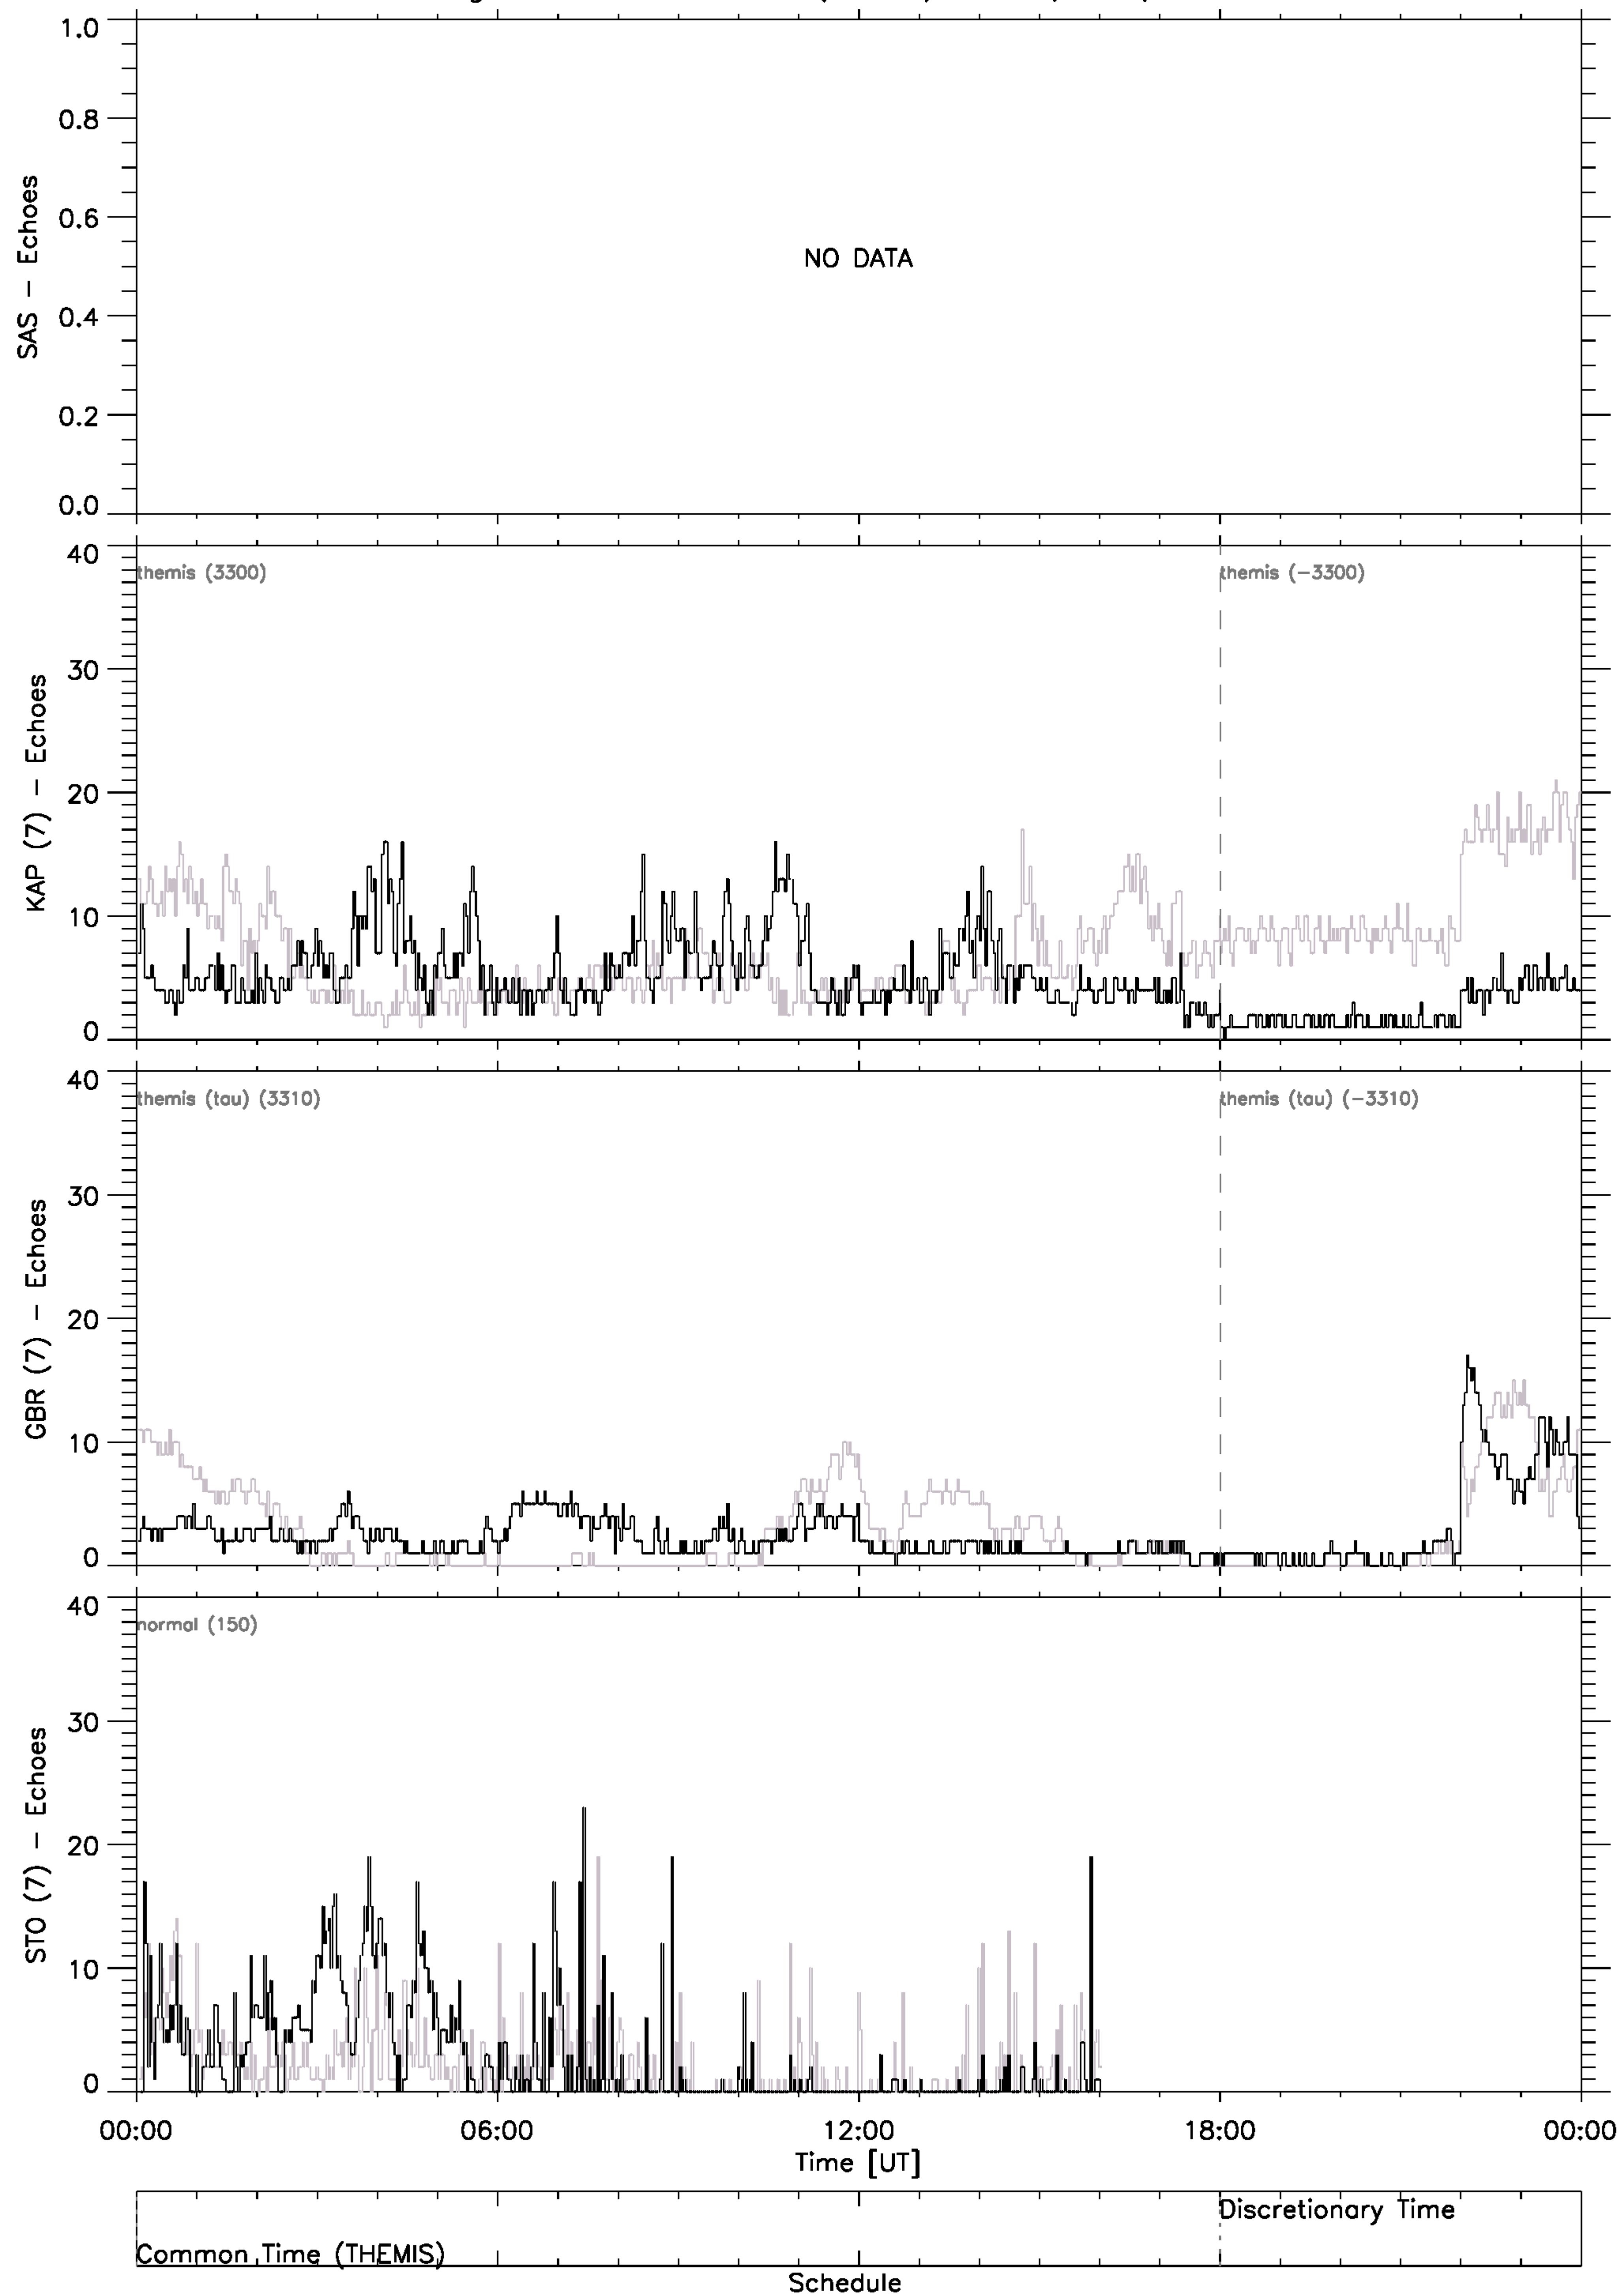 1.0
0.8
0.6
0.4
0.2
0.0
SAS - Echoes
NO DATA
40
30
20
10
0
KAP (7) - Echoes
themis (3300)
themis (-3300)
40
30
20
10
0
GBR (7) - Echoes
themis (tau) (3310)
themis (tau) (-3310)
40
30
20
10
0
STO (7) - Echoes
normal (150)
00:00
06:00
12:00
18:00
00:00
Time [UT]
Discretionary Time
Common Time (THEMIS)
Schedule